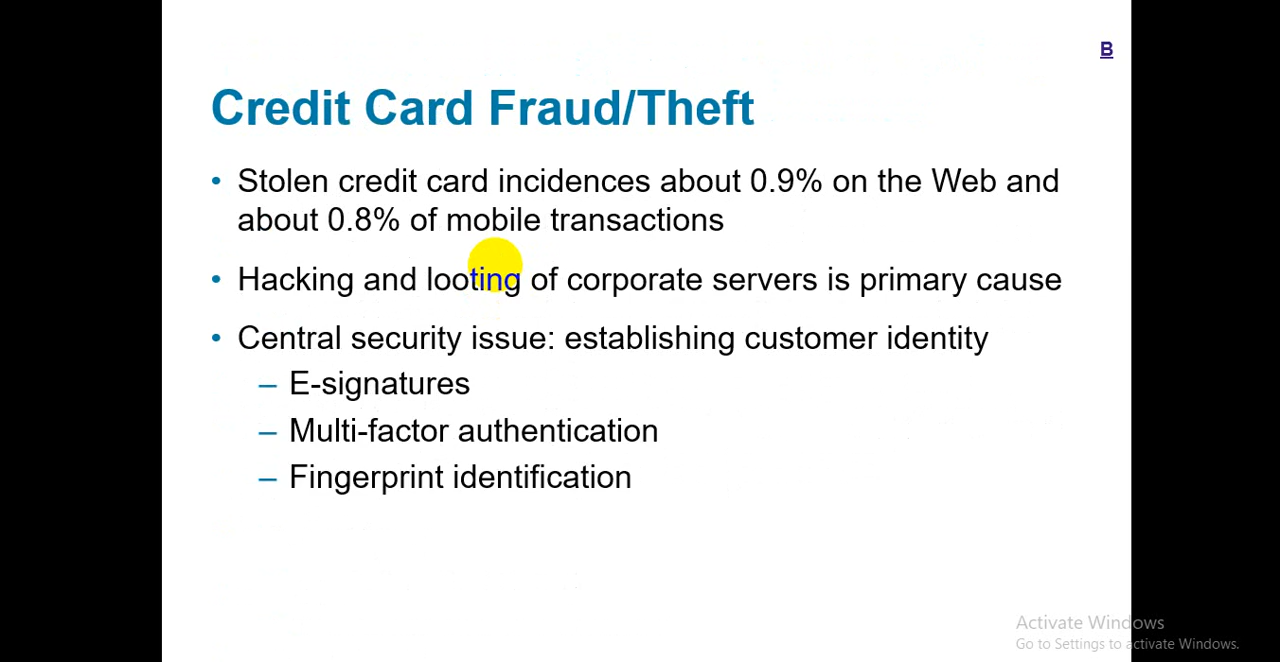 B
Credit Card Fraud/Theft
• Stolen credit card incidences about 0.9% on the Web and
about 0.8% of mobile transactions
• Hacking and looting of corporate servers is primary cause
• Central security issue: establishing customer identity
– E-signatures
– Multi-factor authentication
– Fingerprint identification
Activate Windows
Go to Settings to activate Windows.